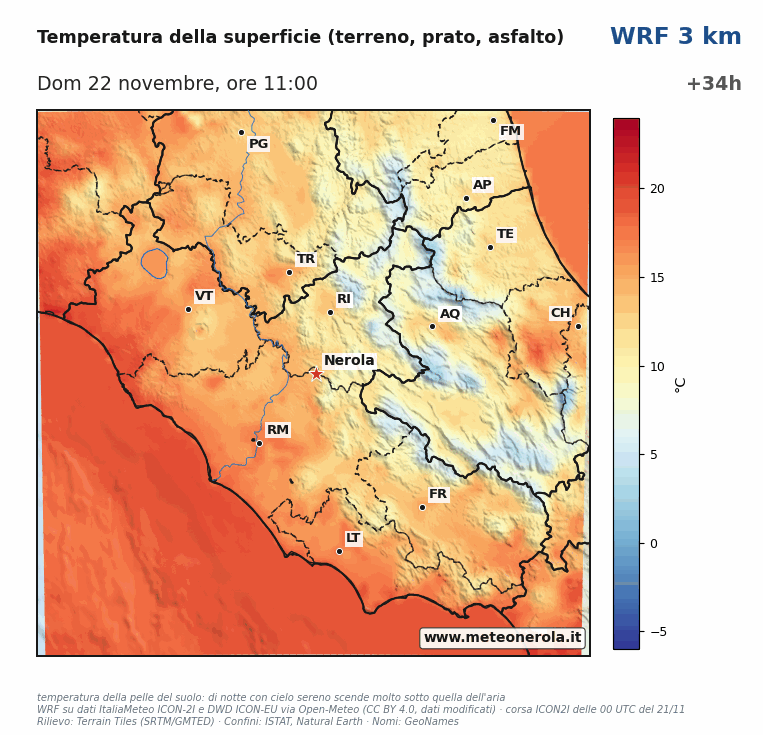 Temperatura della superficie (terreno, prato, asfalto)
WRF 3 km
Dom 22 novembre, ore 11:00
+34h
FM
PG
AP
TE
TR
VT
RI
AQ
CH
Nerola
RM
FR
LT
www.meteonerola.it
20
15
10
5
0
−5
°C
temperatura della pelle del suolo: di notte con cielo sereno scende molto sotto quella dell'aria
WRF su dati ItaliaMeteo ICON-2I e DWD ICON-EU via Open-Meteo (CC BY 4.0, dati modificati) · corsa ICON2I delle 00 UTC del 21/11
Rilievo: Terrain Tiles (SRTM/GMTED) · Confini: ISTAT, Natural Earth · Nomi: GeoNames